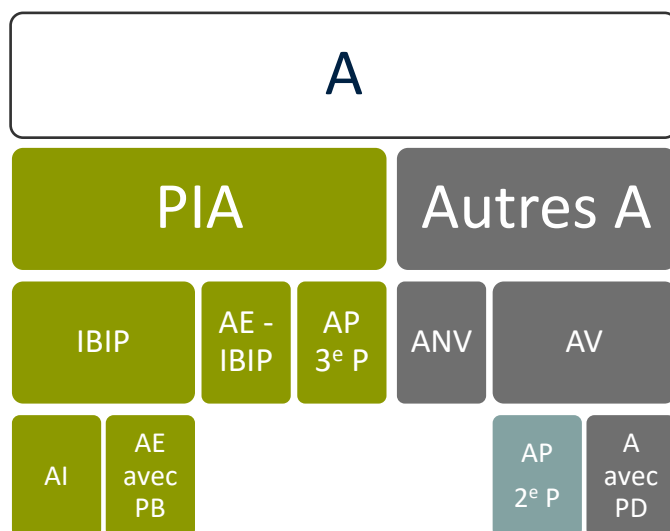 A
PIA
Autres A
IBIP
AE -
IBIP
AP
3e P
ANV
AV
AI
AE
avec
PB
AP
2e P
A
avec
PD